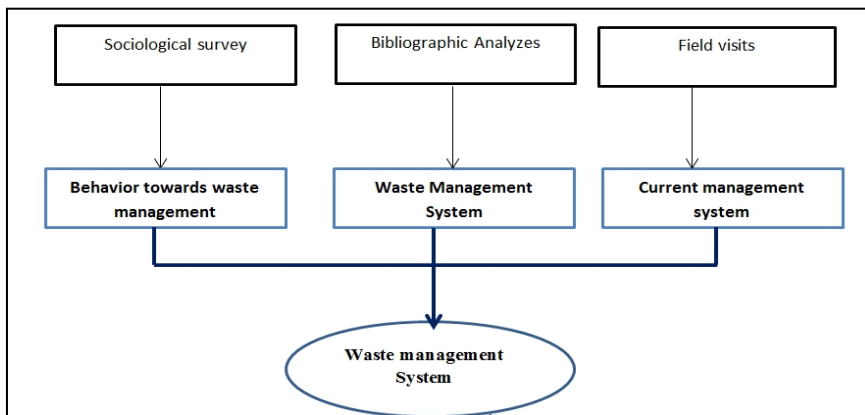 Sociological survey
Bibliographic Analyzes
Field visits
Behavior towards waste
management
Waste Management
System
Current management
system
Waste management
System